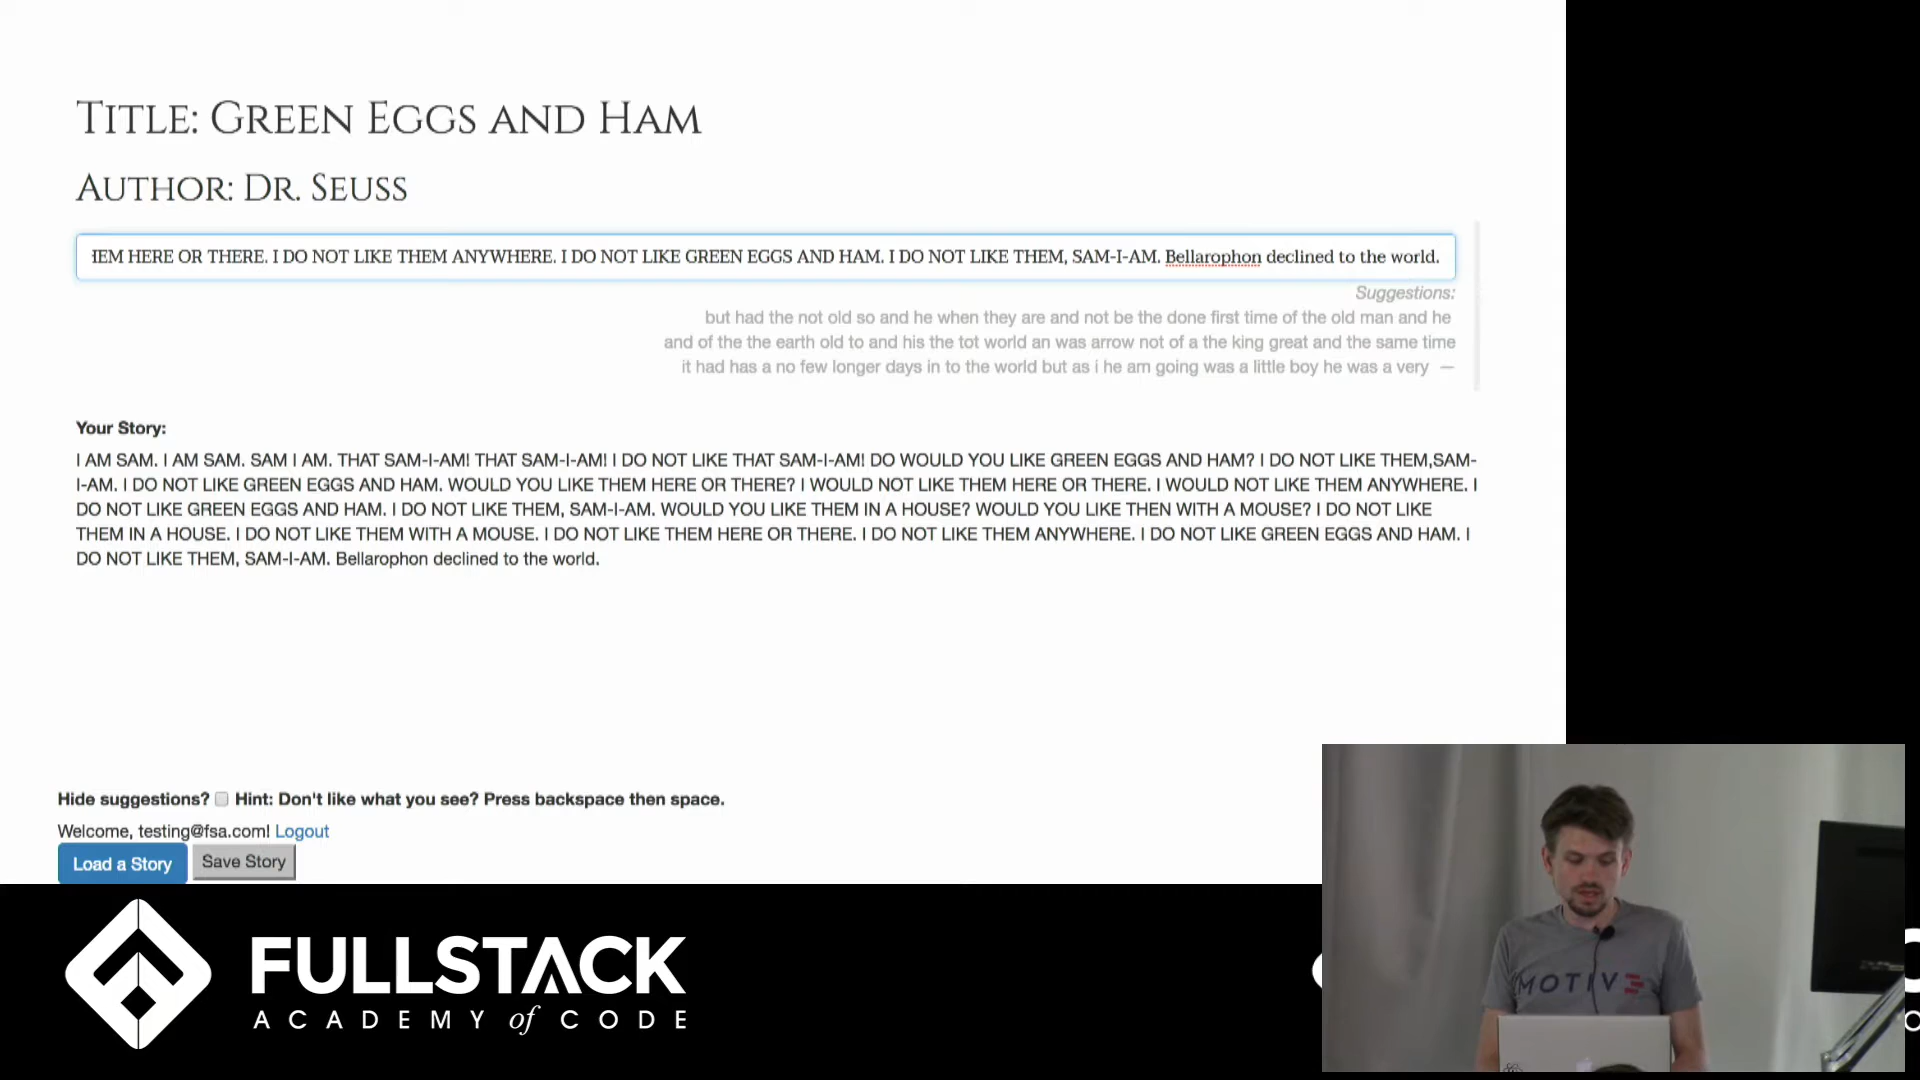 Title: Green Eggs and Ham
Author: Dr. Seuss
EM HERE OR THERE. I DO NOT LIKE THEM ANYWHERE. I DO NOT LIKE GREEN EGGS AND HAM. I DO NOT LIKE THEM, SAM-I-AM. Bellarophon declined to the world.
Suggestions:
but had the not old so and he when they are and not be the done first time of the old man and he
and of the the earth old to and his the tot world an was arrow not of a the king great and the same time
it had has a no few longer days in to the world but as i he am going was a little boy he was a very —
Your Story:
I AM SAM. I AM SAM. SAM I AM. THAT SAM-I-AM! THAT SAM-I-AM! I DO NOT LIKE THAT SAM-I-AM! DO WOULD YOU LIKE GREEN EGGS AND HAM? I DO NOT LIKE THEM,SAM-
I-AM. I DO NOT LIKE GREEN EGGS AND HAM. WOULD YOU LIKE THEM HERE OR THERE? I WOULD NOT LIKE THEM HERE OR THERE. I WOULD NOT LIKE THEM ANYWHERE. I
DO NOT LIKE GREEN EGGS AND HAM. I DO NOT LIKE THEM, SAM-I-AM. WOULD YOU LIKE THEM IN A HOUSE? WOULD YOU LIKE THEN WITH A MOUSE? I DO NOT LIKE
THEM IN A HOUSE. I DO NOT LIKE THEM WITH A MOUSE. I DO NOT LIKE THEM HERE OR THERE. I DO NOT LIKE THEM ANYWHERE. I DO NOT LIKE GREEN EGGS AND HAM. I
DO NOT LIKE THEM, SAM-I-AM. Bellarophon declined to the world.
Hide suggestions? Hint: Don't like what you see? Press backspace then space.
Welcome, testing@fsa.com! Logout
Load a Story
Save Story
FULLSTACK
ACADEMY of CODE
MOTIV